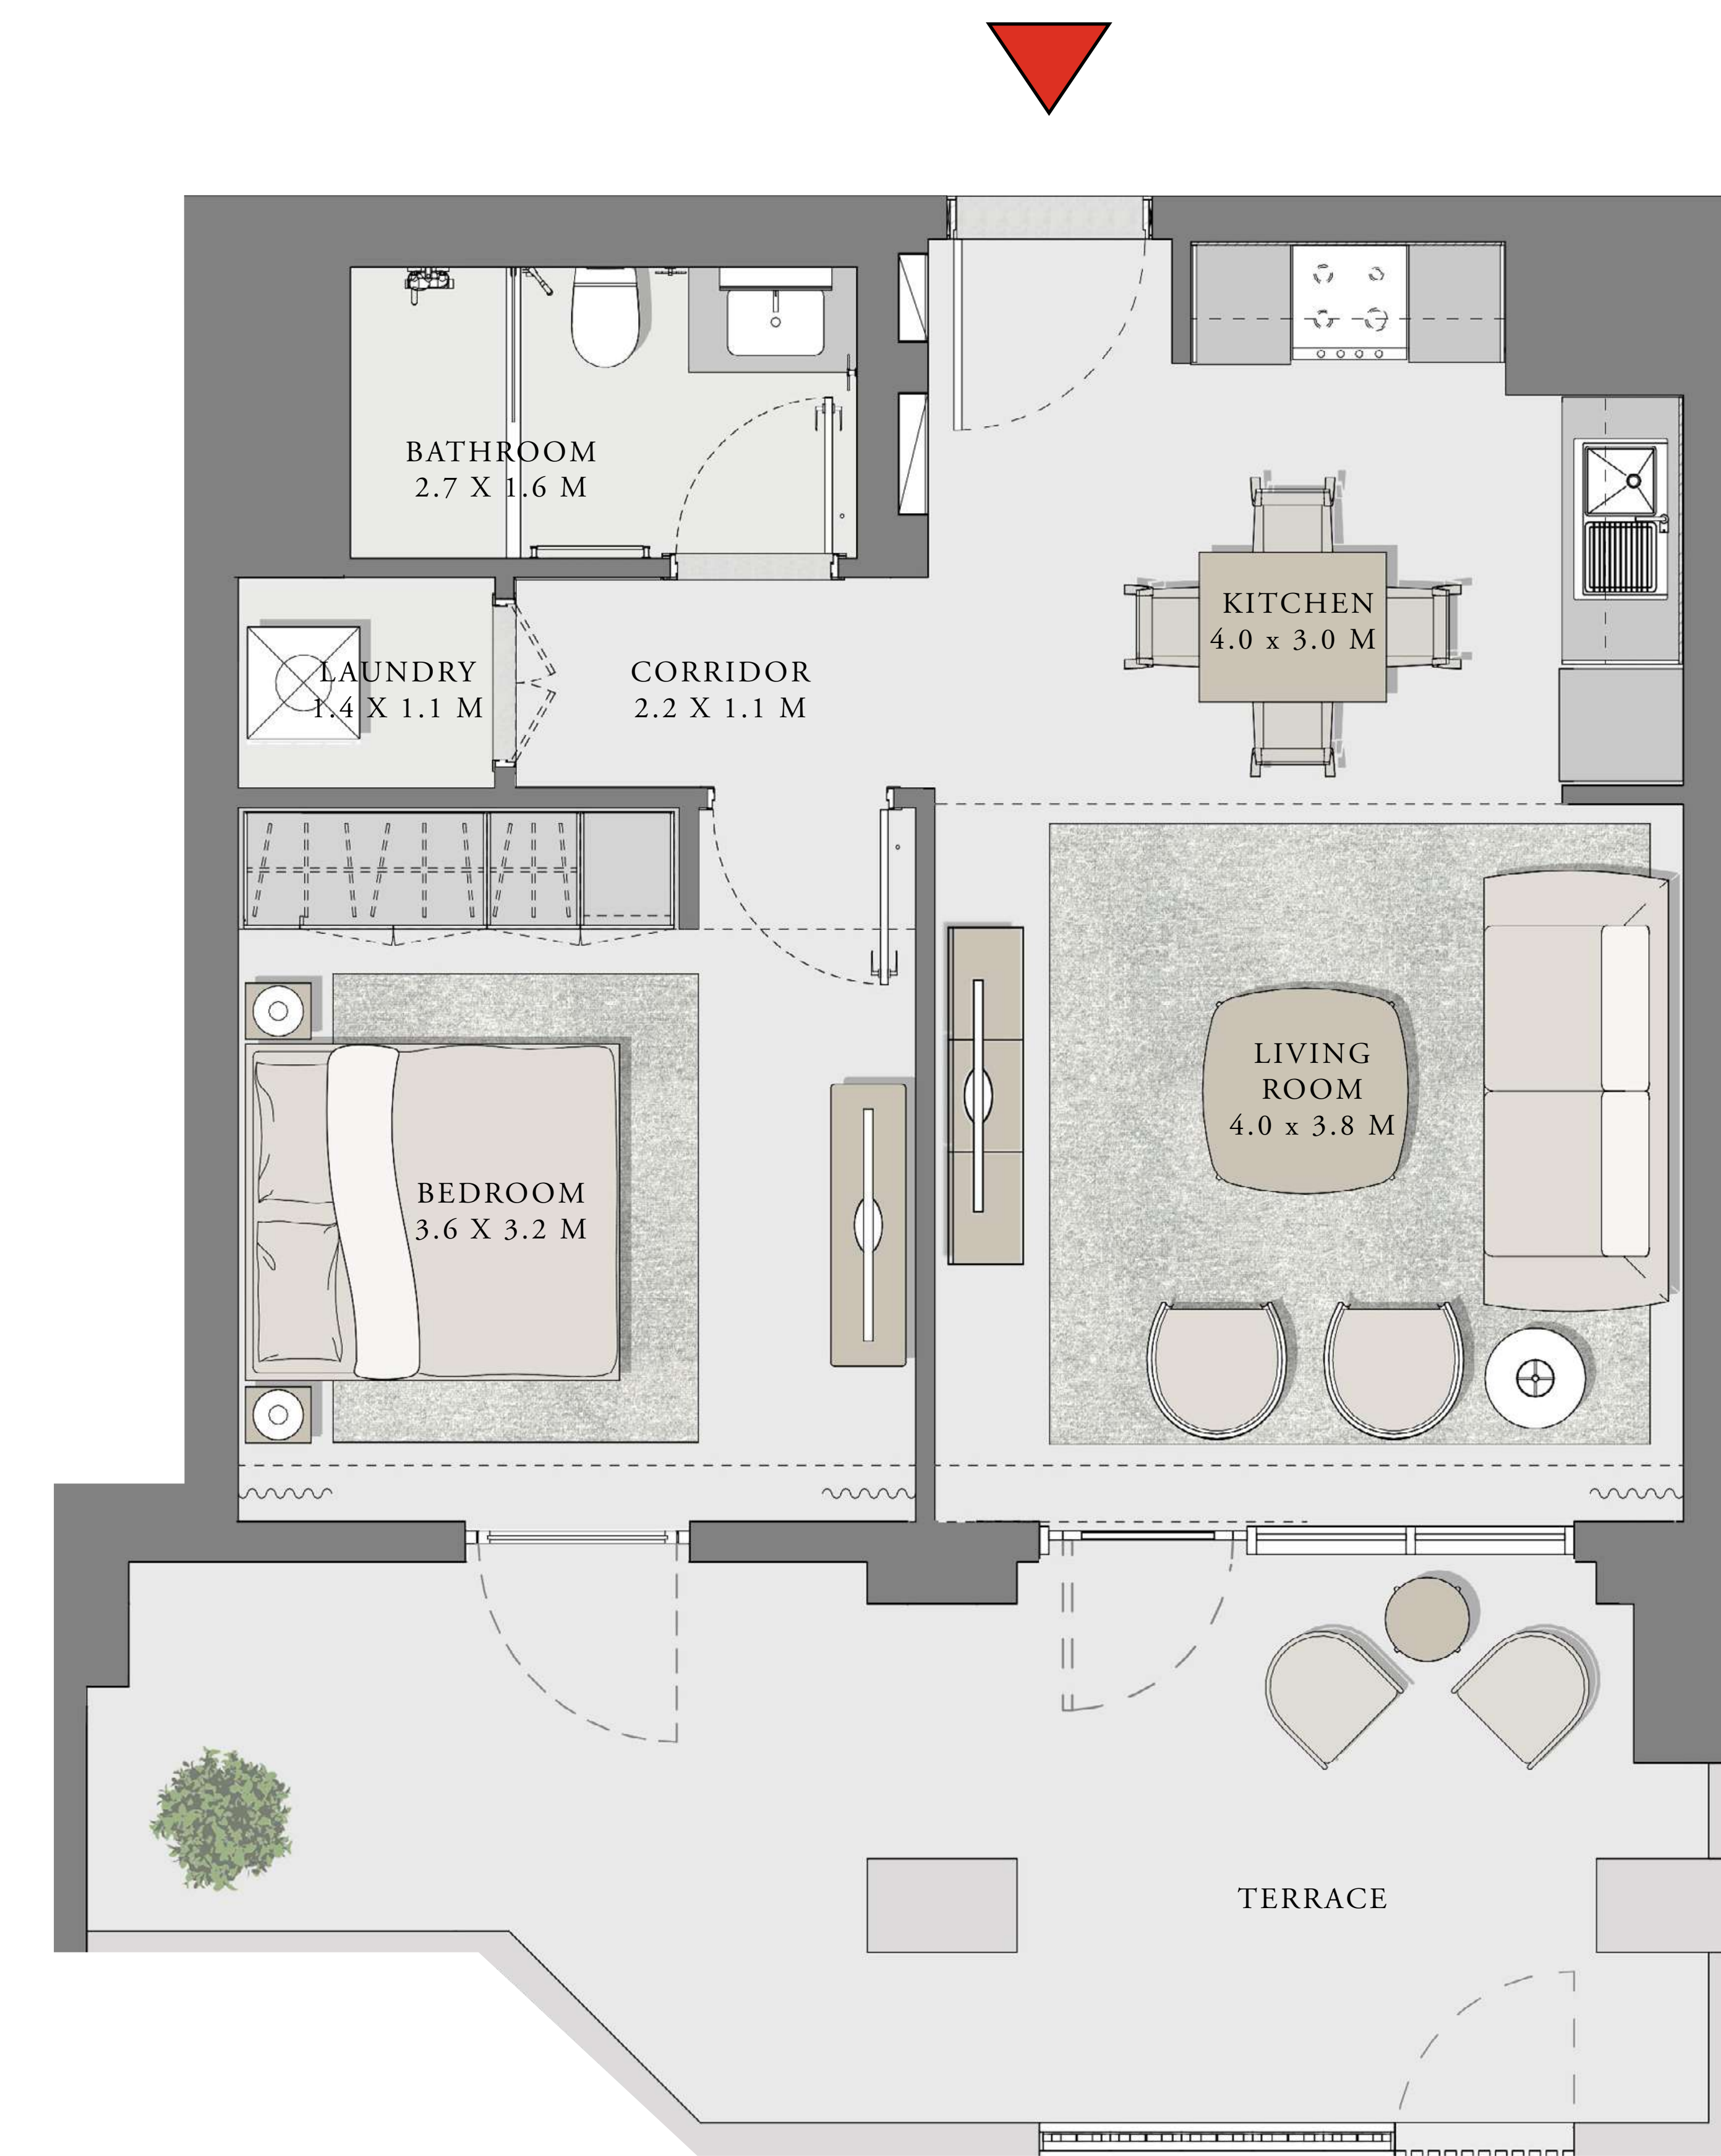 BATHROOM
2.7 X 1.6 M
KITCHEN
4.0 x 3.0 M
LAUNDRY
1.4 X 1.1 M
CORRIDOR
2.2 X 1.1 M
LIVING
ROOM
4.0 x 3.8 M
BEDROOM
3.6 X 3.2 M
TERRACE